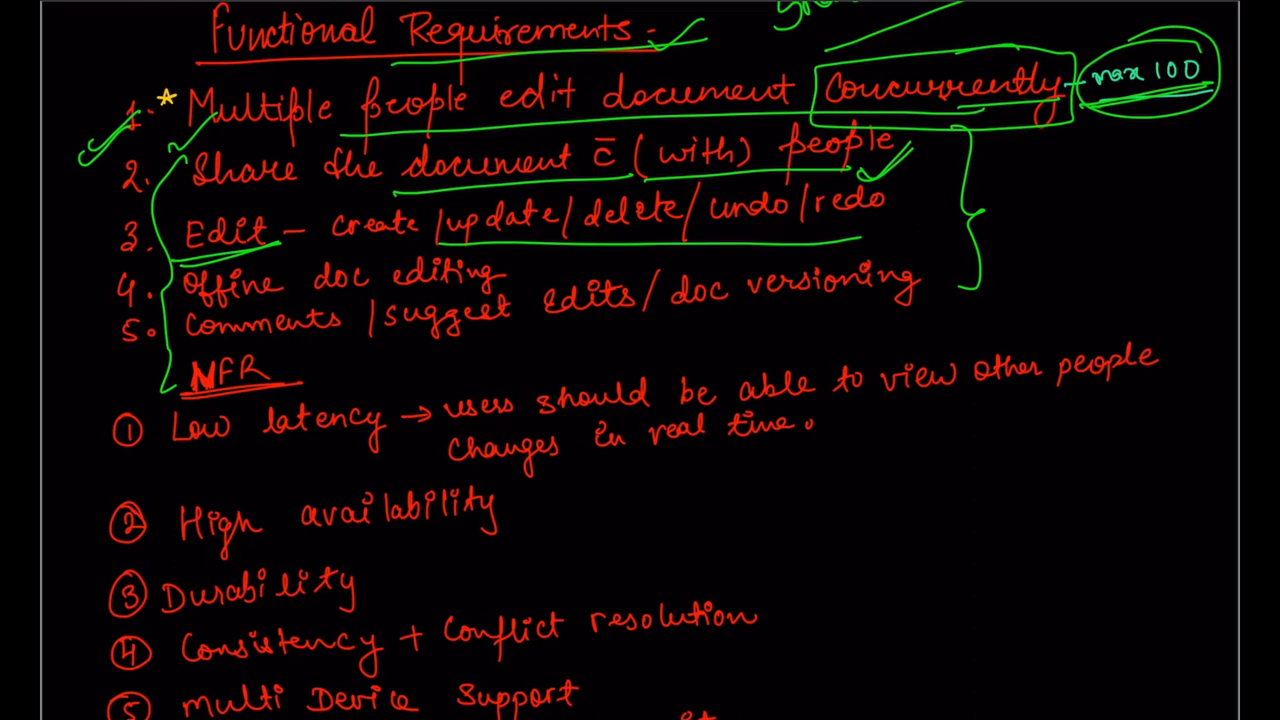 Functional Requirements -
1. * Multiple people edit document Concurrently - max 100
2. Share the document c̄ (with) people
3. Edit - create /update/delete/undo/redo
4. Offine doc editing
5. Comments /suggest edits/doc versioning
NFR
① Low latency → users should be able to view other people
changes in real time.
② High availability
③ Durability
④ Consistency + Conflict resolution
⑤ Multi Device Support